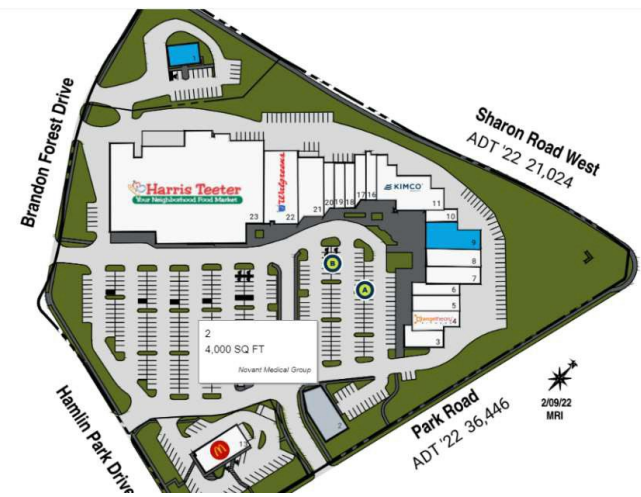 1
Brandon Forest Drive
Sharon Road West
ADT '22 21,024
Harris Teeter
Your Neighborhood Food Market
23
Walgreens
22
21
20
19
18
17
16
KIMCO
11
10
9
8
7
6
5
4
3
B
A
2
4,000 SQ FT
Novant Medical Group
2
Hamlin Park Drive
Park Road
ADT '22 36,446
2/09/22
MRI